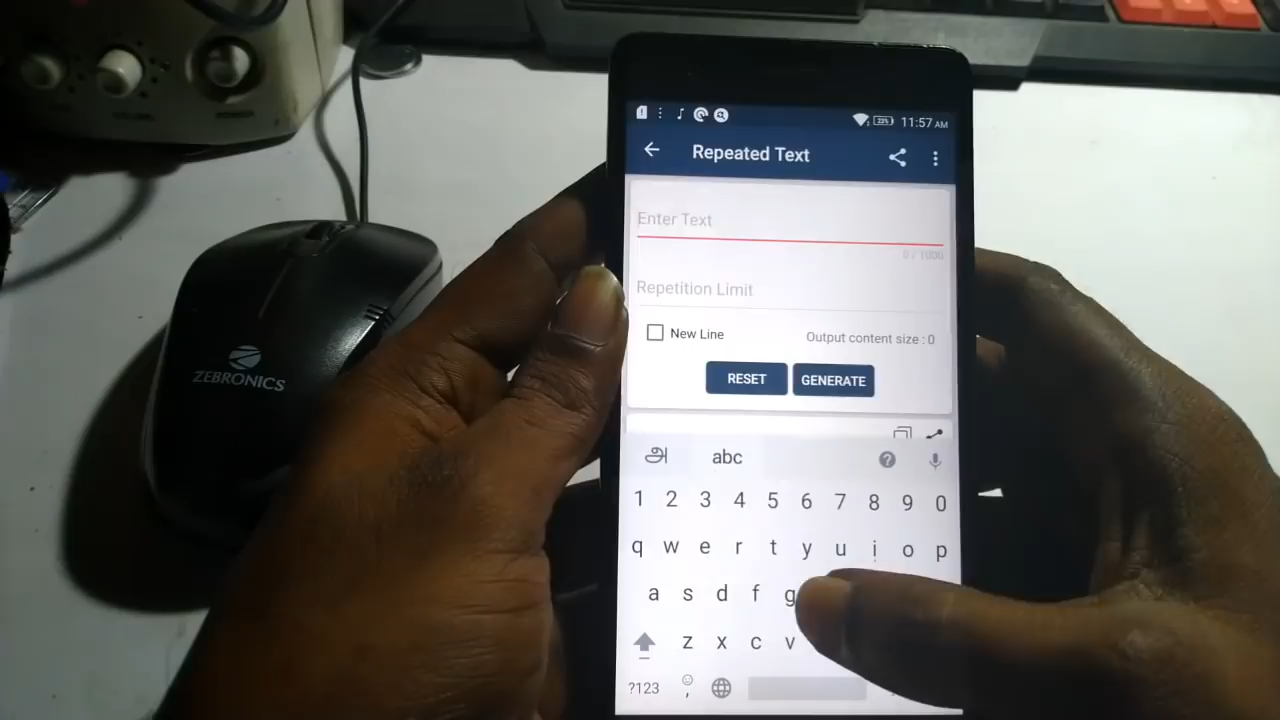 11:57 AM
Repeated Text
Enter Text
0 / 1000
Repetition Limit
New Line
Output content size : 0
RESET
GENERATE
அ
abc
1 2 3 4 5 6 7 8 9 0
q w e r t y u i o p
a s d f g
z x c v
?123
ZEBRONICS